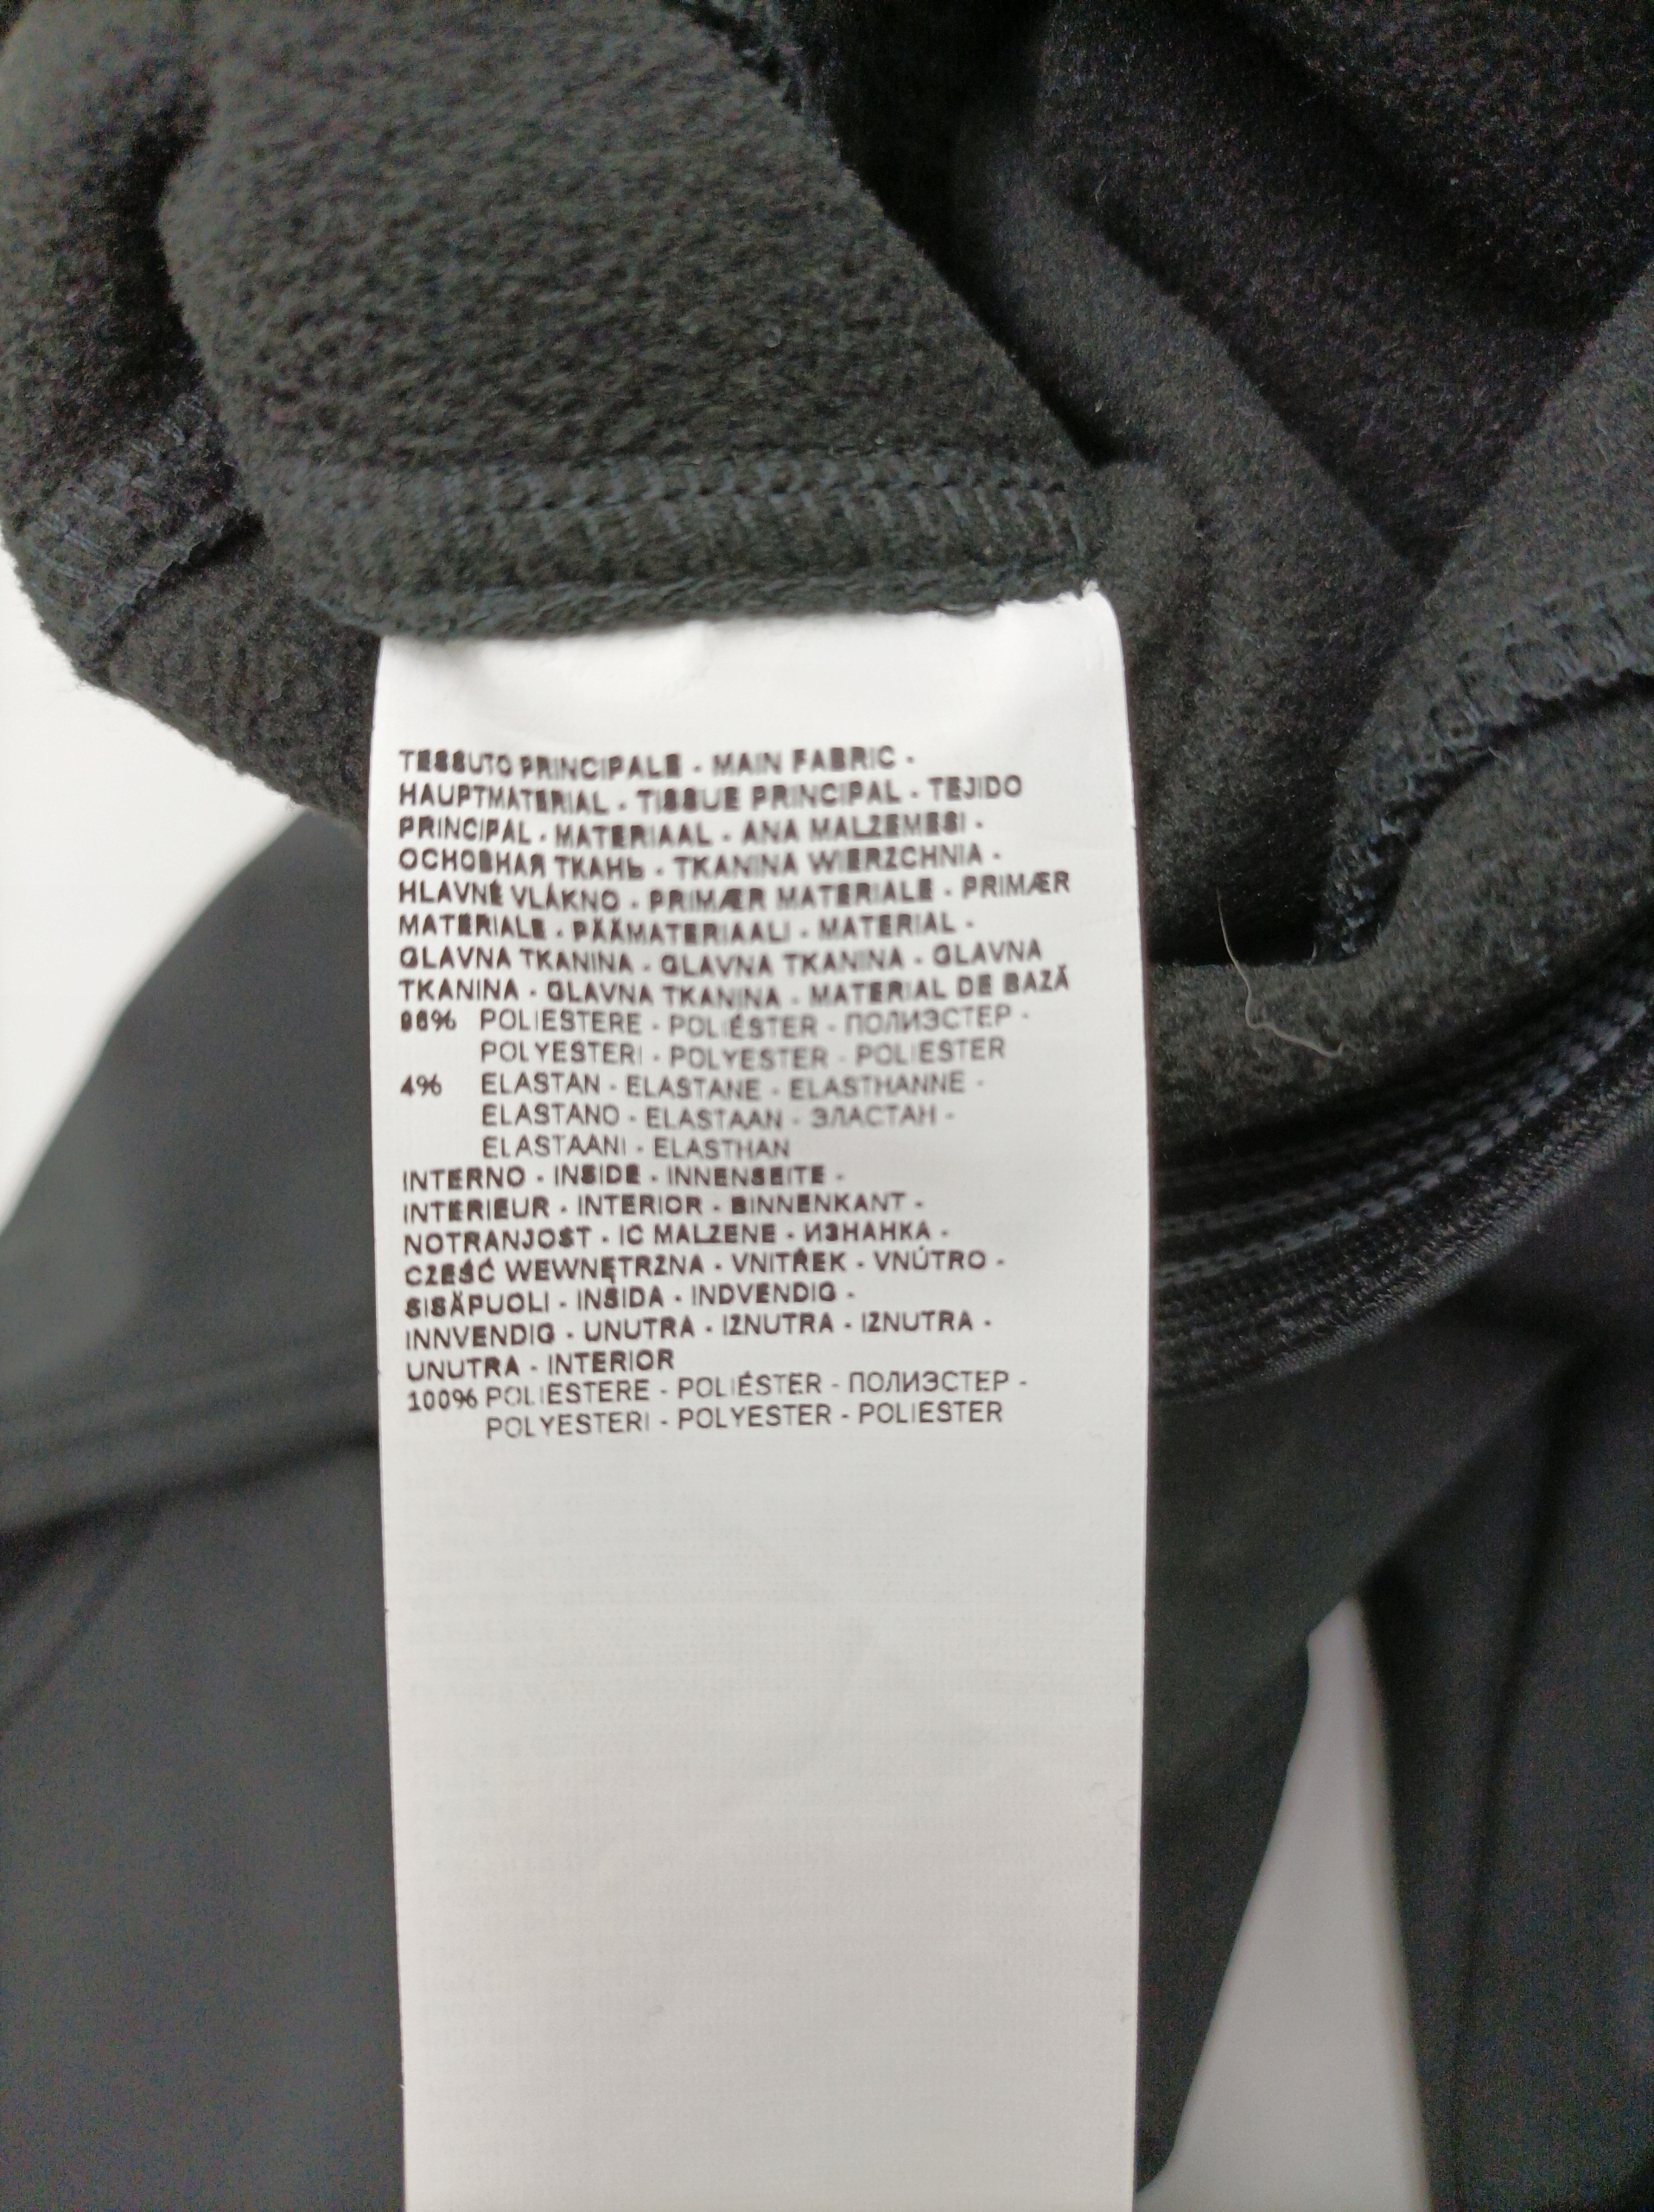 TESSUTO PRINCIPALE - MAIN FABRIC -
HAUPTMATERIAL - TISSUE PRINCIPAL - TEJIDO
PRINCIPAL - MATERIAAL - ANA MALZEMESI -
ОСНОВНАЯ ТКАНЬ - TKANINA WIERZCHNIA -
HLAVNÉ VLÁKNO - PRIMÆR MATERIALE - PRIMÆR
MATERIALE - PÄÄMATERIAALI - MATERIAL -
GLAVNA TKANINA - GLAVNA TKANINA - GLAVNA
TKANINA - GLAVNA TKANINA - MATERIAL DE BAZĂ
96% POLIESTERE - POLIÉSTER - ПОЛИЭСТЕР -
POLYESTERI - POLYESTER - POLIESTER
4% ELASTAN - ELASTANE - ELASTHANNE -
ELASTANO - ELASTAAN - ЭЛАСТАН -
ELASTAANI - ELASTHAN
INTERNO - INSIDE - INNENSEITE -
INTERIEUR - INTERIOR - BINNENKANT -
NOTRANJOST - IC MALZENE - ИЗНАНКА -
CZEŚĆ WEWNĘTRZNA - VNITŘEK - VNÚTRO -
SISÄPUOLI - INSIDA - INDVENDIG -
INNVENDIG - UNUTRA - IZNUTRA - IZNUTRA -
UNUTRA - INTERIOR
100% POLIESTERE - POLIÉSTER - ПОЛИЭСТЕР -
POLYESTERI - POLYESTER - POLIESTER